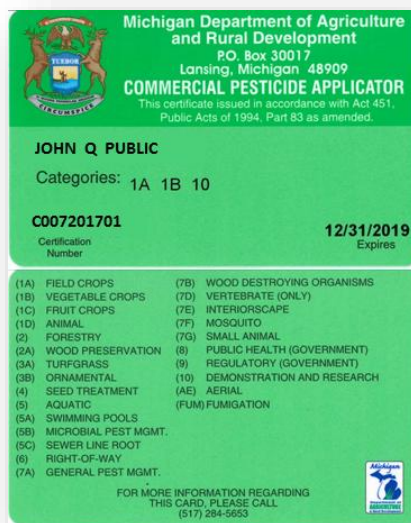 Michigan Department of Agriculture
and Rural Development
P.O. Box 30017
Lansing, Michigan 48909
COMMERCIAL PESTICIDE APPLICATOR
This certificate issued in accordance with Act 451,
Public Acts of 1994, Part 83 as amended.
TUEBOR
CIRCUMSPICE
JOHN Q PUBLIC
Categories: 1A 1B 10
C007201701
Certification
Number
12/31/2019
Expires
(1A) FIELD CROPS
(1B) VEGETABLE CROPS
(1C) FRUIT CROPS
(1D) ANIMAL
(2) FORESTRY
(2A) WOOD PRESERVATION
(3A) TURFGRASS
(3B) ORNAMENTAL
(4) SEED TREATMENT
(5) AQUATIC
(5A) SWIMMING POOLS
(5B) MICROBIAL PEST MGMT.
(5C) SEWER LINE ROOT
(6) RIGHT-OF-WAY
(7A) GENERAL PEST MGMT.
(7B) WOOD DESTROYING ORGANISMS
(7D) VERTEBRATE (ONLY)
(7E) INTERIORSCAPE
(7F) MOSQUITO
(7G) SMALL ANIMAL
(8) PUBLIC HEALTH (GOVERNMENT)
(9) REGULATORY (GOVERNMENT)
(10) DEMONSTRATION AND RESEARCH
(AE) AERIAL
(FUM) FUMIGATION
FOR MORE INFORMATION REGARDING
THIS CARD, PLEASE CALL
(517) 284-5653
Michigan
AGRICULTURE